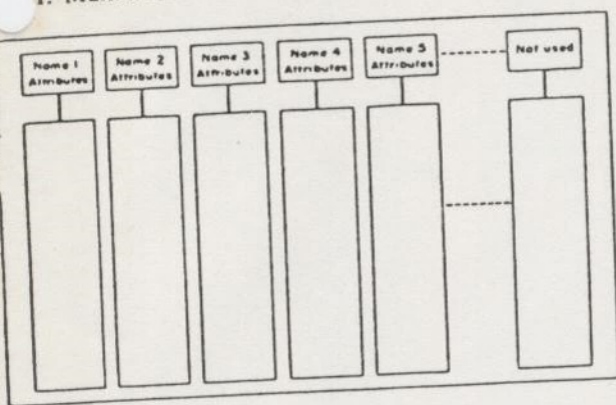 Name 1
Attributes
Name 2
Attributes
Name 3
Attributes
Name 4
Attributes
Name 5
Attributes
Not used